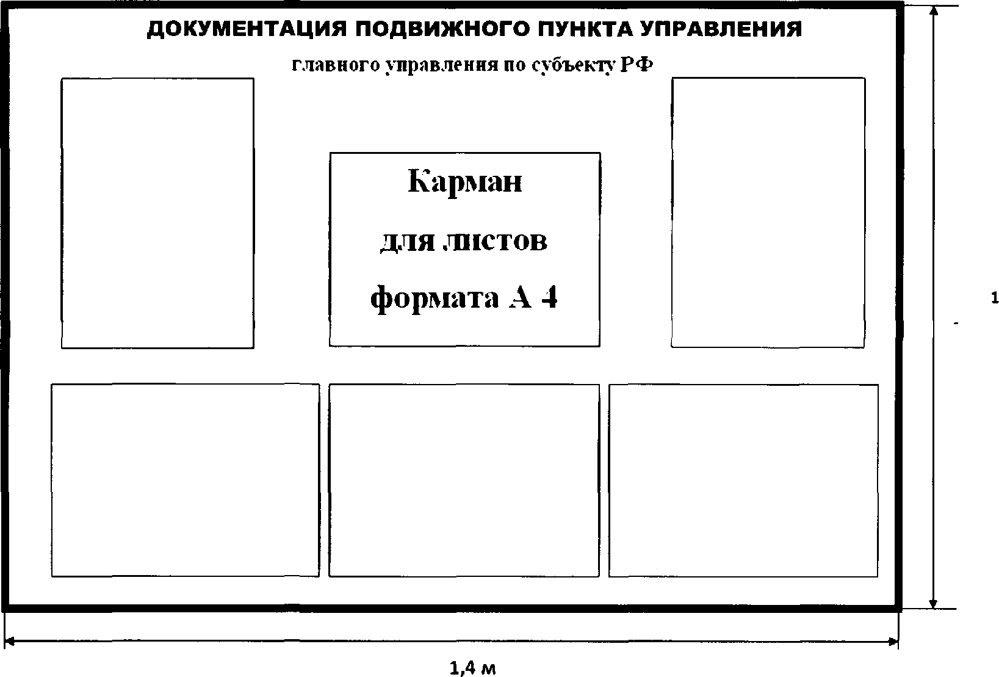 ДОКУМЕНТАЦИЯ ПОДВИЖНОГО ПУНКТА УПРАВЛЕНИЯ
главного управления по субъекту РФ
Карман
для листов
формата А 4
1
1,4 м